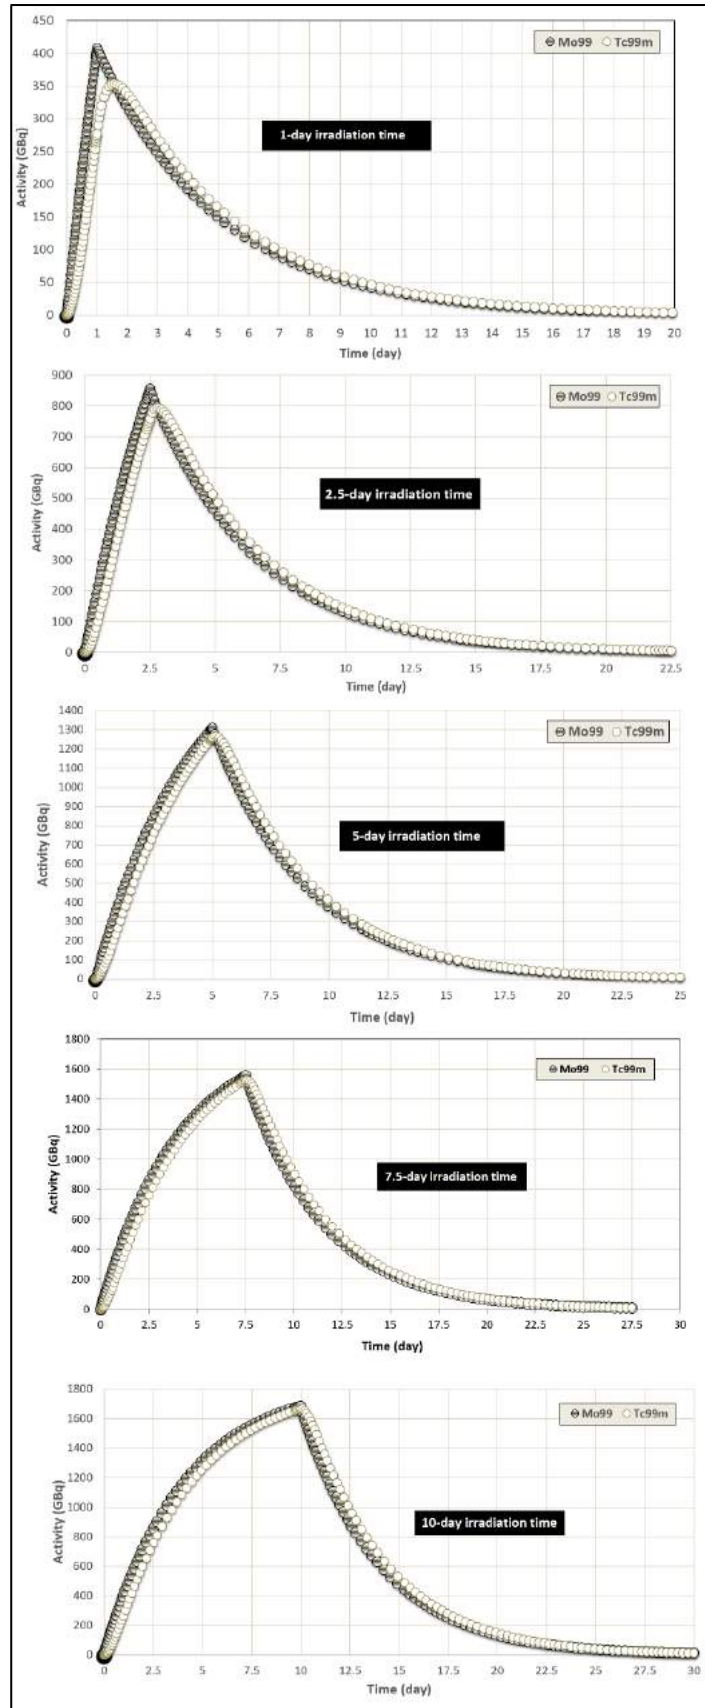 450
400
350
300
250
200
150
100
50
0
Activity (GBq)
Mo99 Tc99m
1-day irradiation time
0 1 2 3 4 5 6 7 8 9 10 11 12 13 14 15 16 17 18 19 20
Time (day)
900
800
700
600
500
400
300
200
100
0
Activity (GBq)
Mo99 Tc99m
2.5-day irradiation time
0 2.5 5 7.5 10 12.5 15 17.5 20 22.5
Time (day)
1400
1300
1200
1100
1000
900
800
700
600
500
400
300
200
100
0
Activity (GBq)
Mo99 Tc99m
5-day irradiation time
0 2.5 5 7.5 10 12.5 15 17.5 20 22.5 25
Time (day)
1800
1600
1400
1200
1000
800
600
400
200
0
Activity (GBq)
Mo99 Tc99m
7.5-day irradiation time
0 2.5 5 7.5 10 12.5 15 17.5 20 22.5 25 27.5 30
Time (day)
1800
1600
1400
1200
1000
800
600
400
200
0
Activity (GBq)
Mo99 Tc99m
10-day irradiation time
0 2.5 5 7.5 10 12.5 15 17.5 20 22.5 25 27.5 30
Time (day)